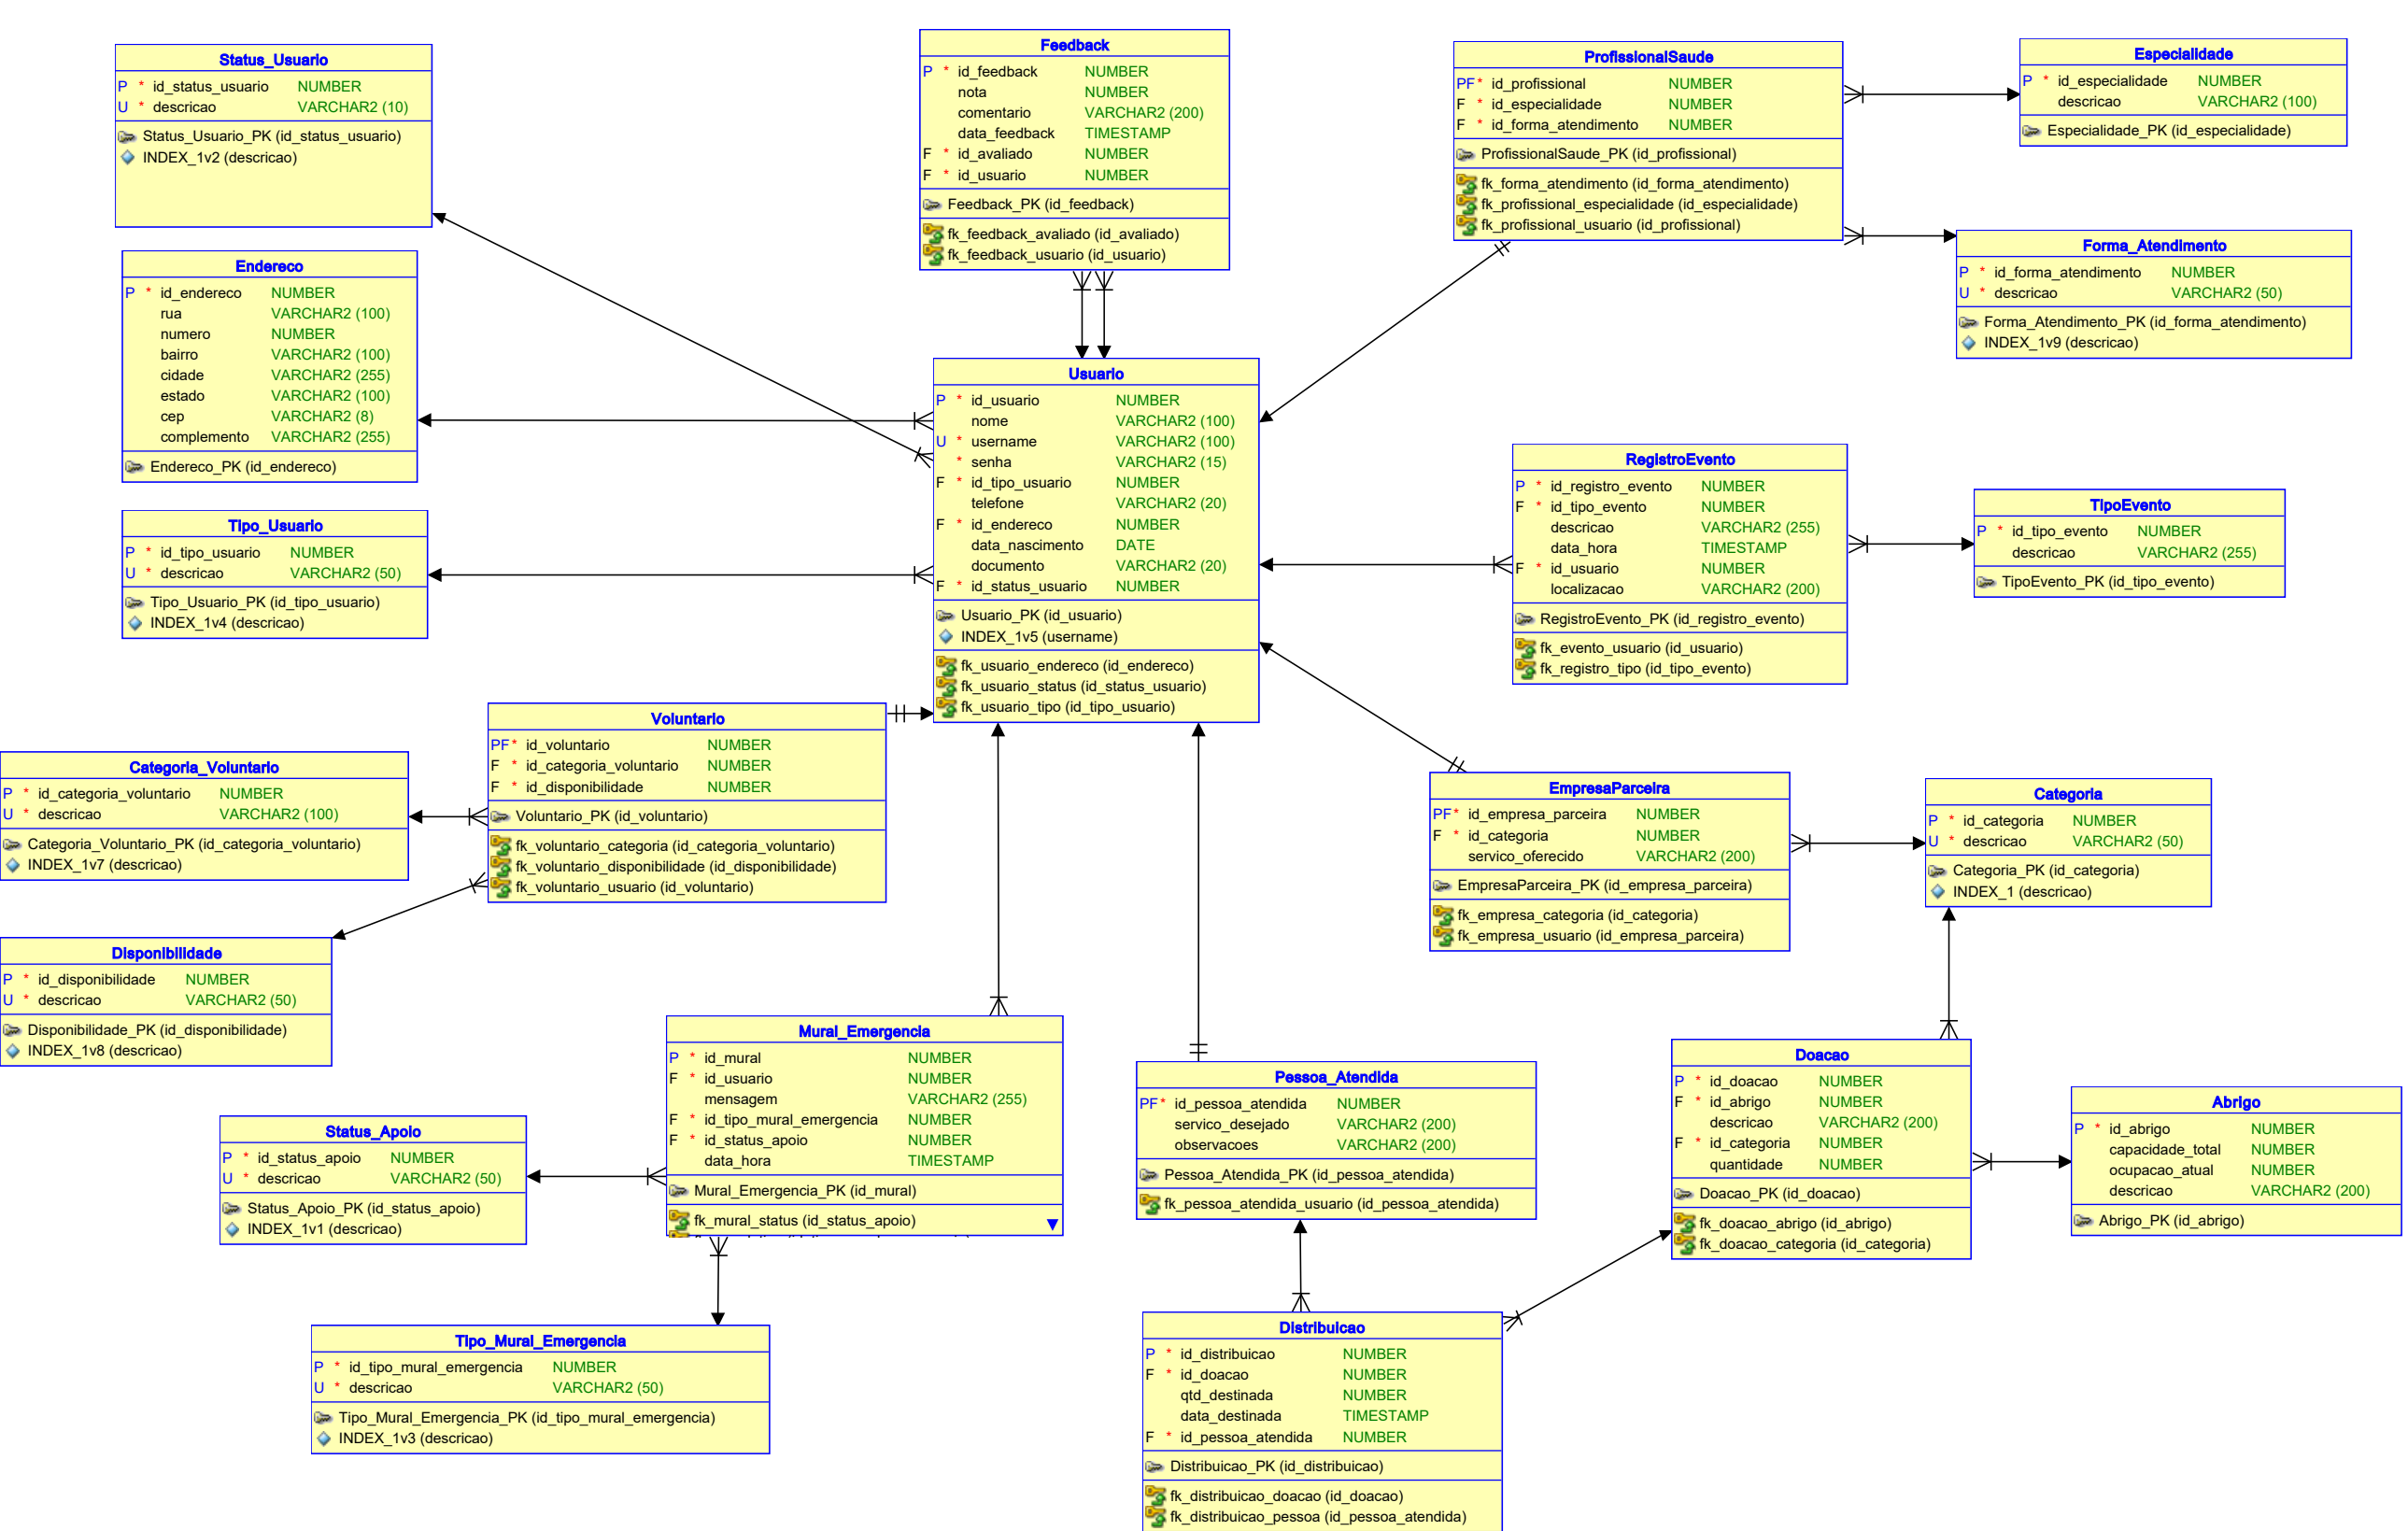 Status_Usuario
P * id_status_usuario NUMBER
U * descricao VARCHAR2 (10)
Status_Usuario_PK (id_status_usuario)
INDEX_1v2 (descricao)
Feedback
P * id_feedback NUMBER
nota NUMBER
comentario VARCHAR2 (200)
data_feedback TIMESTAMP
F * id_avaliado NUMBER
F * id_usuario NUMBER
Feedback_PK (id_feedback)
fk_feedback_avaliado (id_avaliado)
fk_feedback_usuario (id_usuario)
ProfissionalSaude
PF* id_profissional NUMBER
F * id_especialidade NUMBER
F * id_forma_atendimento NUMBER
ProfissionalSaude_PK (id_profissional)
fk_forma_atendimento (id_forma_atendimento)
fk_profissional_especialidade (id_especialidade)
fk_profissional_usuario (id_profissional)
Especialidade
P * id_especialidade NUMBER
descricao VARCHAR2 (100)
Especialidade_PK (id_especialidade)
Forma_Atendimento
P * id_forma_atendimento NUMBER
U * descricao VARCHAR2 (50)
Forma_Atendimento_PK (id_forma_atendimento)
INDEX_1v9 (descricao)
Endereco
P * id_endereco NUMBER
rua VARCHAR2 (100)
numero NUMBER
bairro VARCHAR2 (100)
cidade VARCHAR2 (255)
estado VARCHAR2 (100)
cep VARCHAR2 (8)
complemento VARCHAR2 (255)
Endereco_PK (id_endereco)
Usuario
P * id_usuario NUMBER
nome VARCHAR2 (100)
U * username VARCHAR2 (100)
* senha VARCHAR2 (15)
F * id_tipo_usuario NUMBER
telefone VARCHAR2 (20)
F * id_endereco NUMBER
data_nascimento DATE
documento VARCHAR2 (20)
F * id_status_usuario NUMBER
Usuario_PK (id_usuario)
INDEX_1v5 (username)
fk_usuario_endereco (id_endereco)
fk_usuario_status (id_status_usuario)
fk_usuario_tipo (id_tipo_usuario)
RegistroEvento
P * id_registro_evento NUMBER
F * id_tipo_evento NUMBER
descricao VARCHAR2 (255)
data_hora TIMESTAMP
F * id_usuario NUMBER
localizacao VARCHAR2 (200)
RegistroEvento_PK (id_registro_evento)
fk_evento_usuario (id_usuario)
fk_registro_tipo (id_tipo_evento)
TipoEvento
P * id_tipo_evento NUMBER
descricao VARCHAR2 (255)
TipoEvento_PK (id_tipo_evento)
Tipo_Usuario
P * id_tipo_usuario NUMBER
U * descricao VARCHAR2 (50)
Tipo_Usuario_PK (id_tipo_usuario)
INDEX_1v4 (descricao)
Voluntario
PF* id_voluntario NUMBER
F * id_categoria_voluntario NUMBER
F * id_disponibilidade NUMBER
Voluntario_PK (id_voluntario)
fk_voluntario_categoria (id_categoria_voluntario)
fk_voluntario_disponibilidade (id_disponibilidade)
fk_voluntario_usuario (id_voluntario)
Categoria_Voluntario
P * id_categoria_voluntario NUMBER
U * descricao VARCHAR2 (100)
Categoria_Voluntario_PK (id_categoria_voluntario)
INDEX_1v7 (descricao)
Disponibilidade
P * id_disponibilidade NUMBER
U * descricao VARCHAR2 (50)
Disponibilidade_PK (id_disponibilidade)
INDEX_1v8 (descricao)
EmpresaParceira
PF* id_empresa_parceira NUMBER
F * id_categoria NUMBER
servico_oferecido VARCHAR2 (200)
EmpresaParceira_PK (id_empresa_parceira)
fk_empresa_categoria (id_categoria)
fk_empresa_usuario (id_empresa_parceira)
Categoria
P * id_categoria NUMBER
U * descricao VARCHAR2 (50)
Categoria_PK (id_categoria)
INDEX_1 (descricao)
Mural_Emergencia
P * id_mural NUMBER
F * id_usuario NUMBER
mensagem VARCHAR2 (255)
F * id_tipo_mural_emergencia NUMBER
F * id_status_apoio NUMBER
data_hora TIMESTAMP
Mural_Emergencia_PK (id_mural)
fk_mural_status (id_status_apoio)
Status_Apoio
P * id_status_apoio NUMBER
U * descricao VARCHAR2 (50)
Status_Apoio_PK (id_status_apoio)
INDEX_1v1 (descricao)
Pessoa_Atendida
PF* id_pessoa_atendida NUMBER
servico_desejado VARCHAR2 (200)
observacoes VARCHAR2 (200)
Pessoa_Atendida_PK (id_pessoa_atendida)
fk_pessoa_atendida_usuario (id_pessoa_atendida)
Doacao
P * id_doacao NUMBER
F * id_abrigo NUMBER
descricao VARCHAR2 (200)
F * id_categoria NUMBER
quantidade NUMBER
Doacao_PK (id_doacao)
fk_doacao_abrigo (id_abrigo)
fk_doacao_categoria (id_categoria)
Abrigo
P * id_abrigo NUMBER
capacidade_total NUMBER
ocupacao_atual NUMBER
descricao VARCHAR2 (200)
Abrigo_PK (id_abrigo)
Tipo_Mural_Emergencia
P * id_tipo_mural_emergencia NUMBER
U * descricao VARCHAR2 (50)
Tipo_Mural_Emergencia_PK (id_tipo_mural_emergencia)
INDEX_1v3 (descricao)
Distribuicao
P * id_distribuicao NUMBER
F * id_doacao NUMBER
qtd_destinada NUMBER
data_destinada TIMESTAMP
F * id_pessoa_atendida NUMBER
Distribuicao_PK (id_distribuicao)
fk_distribuicao_doacao (id_doacao)
fk_distribuicao_pessoa (id_pessoa_atendida)